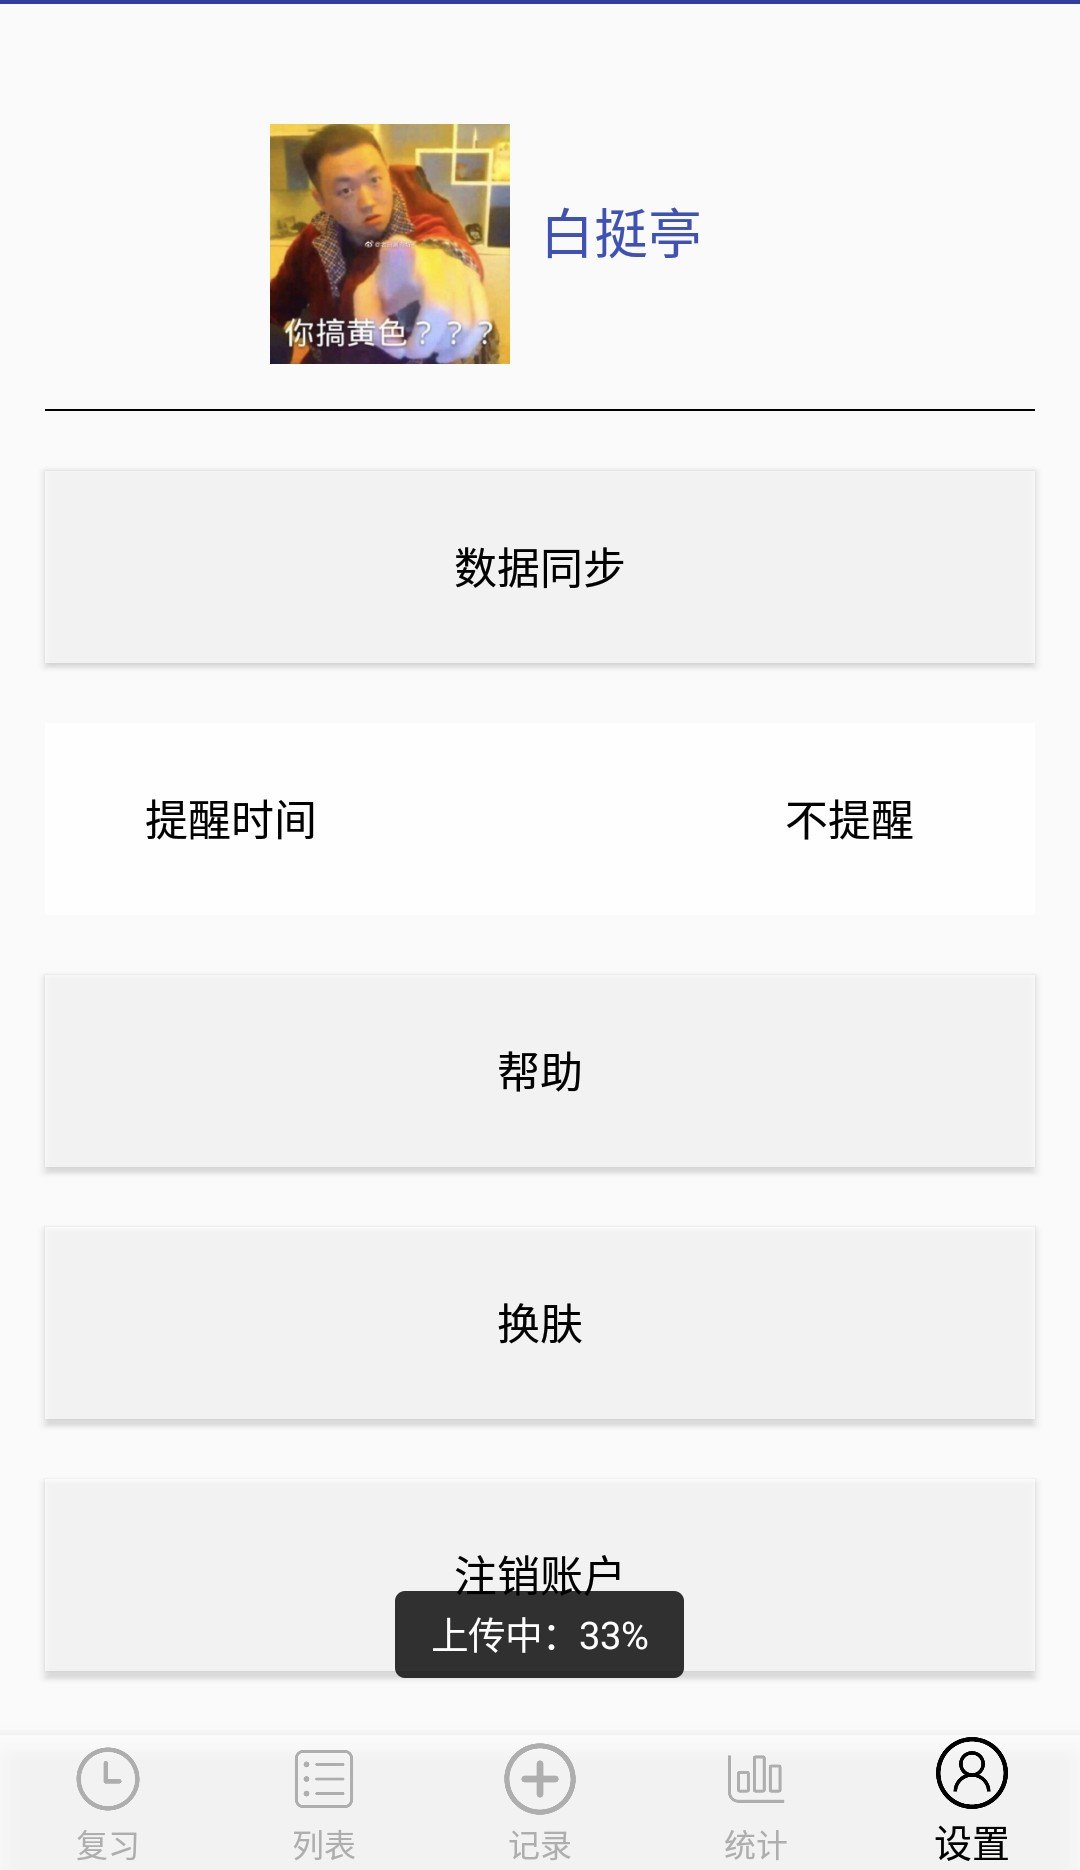 白挺亭
你搞黄色？？？
数据同步
提醒时间
不提醒
帮助
换肤
注销账户
上传中：33%
复习
列表
记录
统计
设置